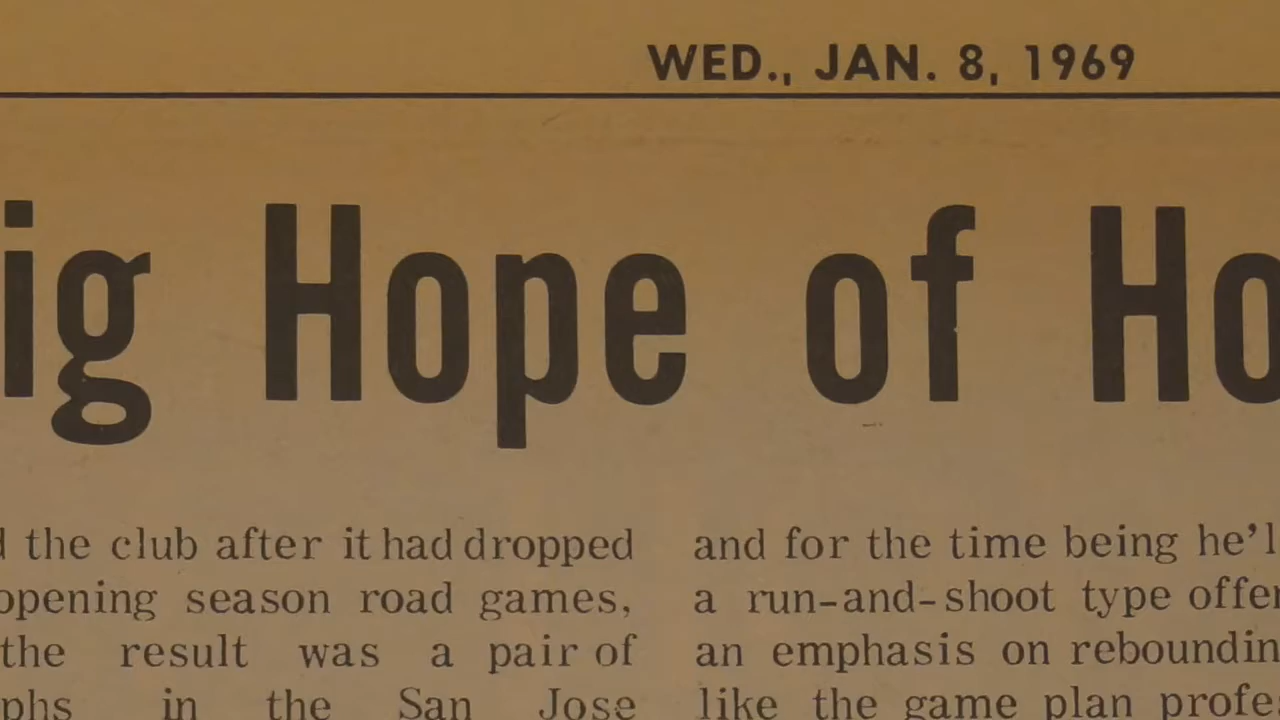 WED., JAN. 8, 1969
ig Hope of Ho
d the club after it had dropped
opening season road games,
the result was a pair of
phs in the San Jose
and for the time being he'l
a run-and-shoot type offer
an emphasis on reboundin
like the game plan profe